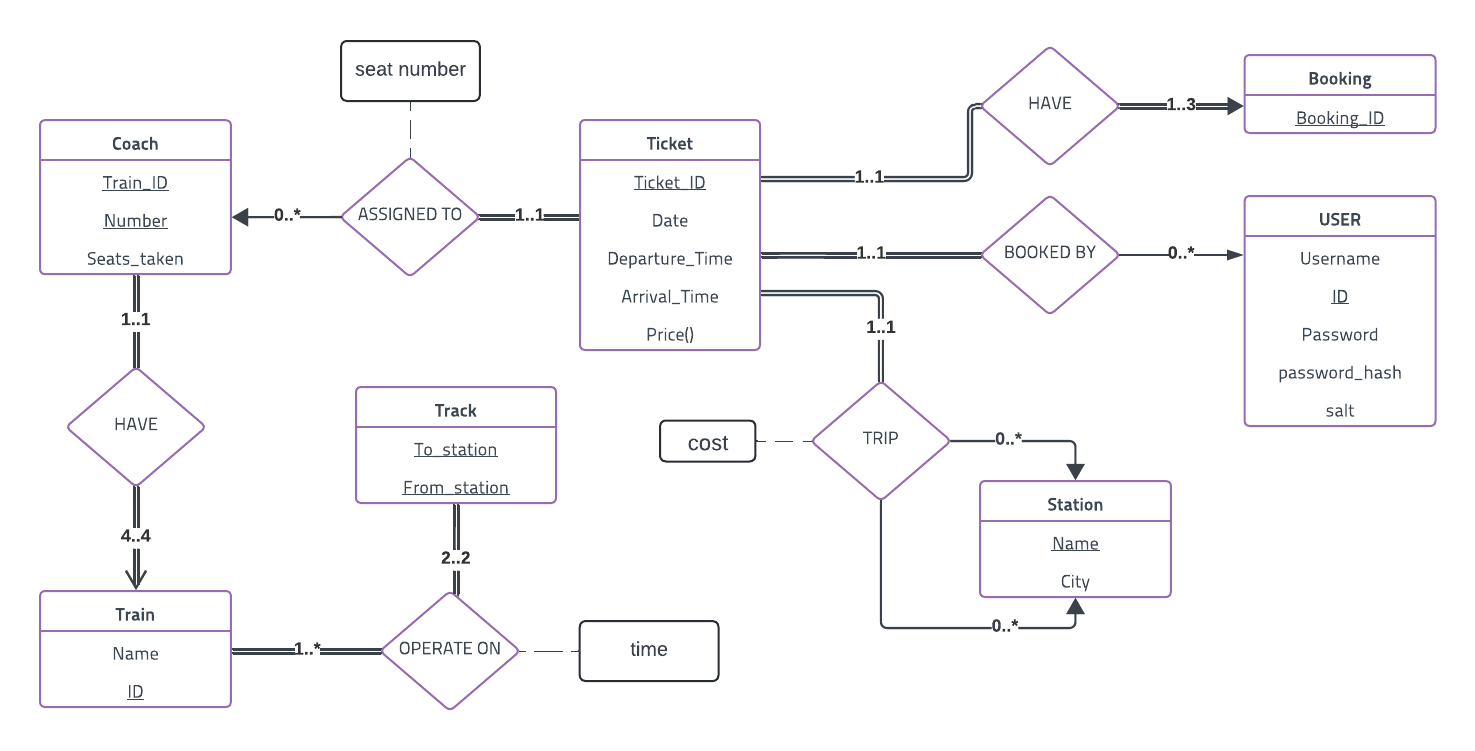 seat number
Booking
Booking_ID
HAVE
1..3
1..1
Coach
Train_ID
Number
Seats_taken
ASSIGNED TO
0..*
1..1
Ticket
Ticket_ID
Date
Departure_Time
Arrival_Time
Price()
BOOKED BY
1..1
0..*
USER
Username
ID
Password
password_hash
salt
1..1
1..1
HAVE
4..4
Track
To_station
From_station
2..2
cost
TRIP
0..*
Station
Name
City
0..*
Train
Name
ID
1..*
OPERATE ON
time